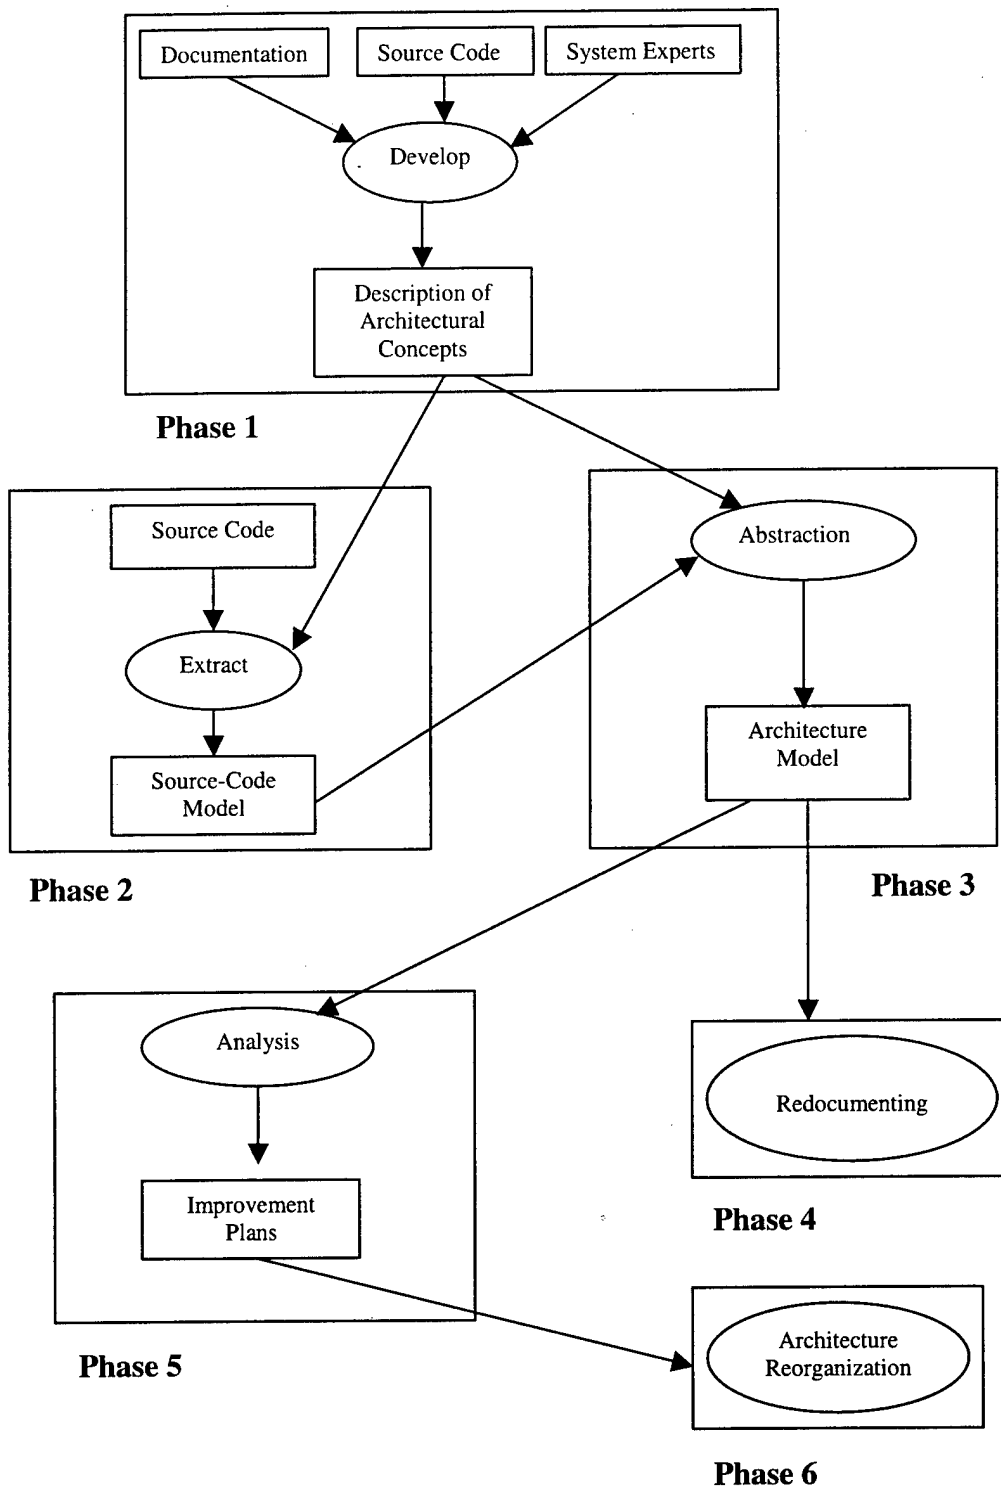 Documentation
Source Code
System Experts
Develop
Description of
Architectural
Concepts
Phase 1
Source Code
Extract
Source-Code
Model
Phase 2
Abstraction
Architecture
Model
Phase 3
Analysis
Improvement
Plans
Phase 5
Redocumenting
Phase 4
Architecture
Reorganization
Phase 6